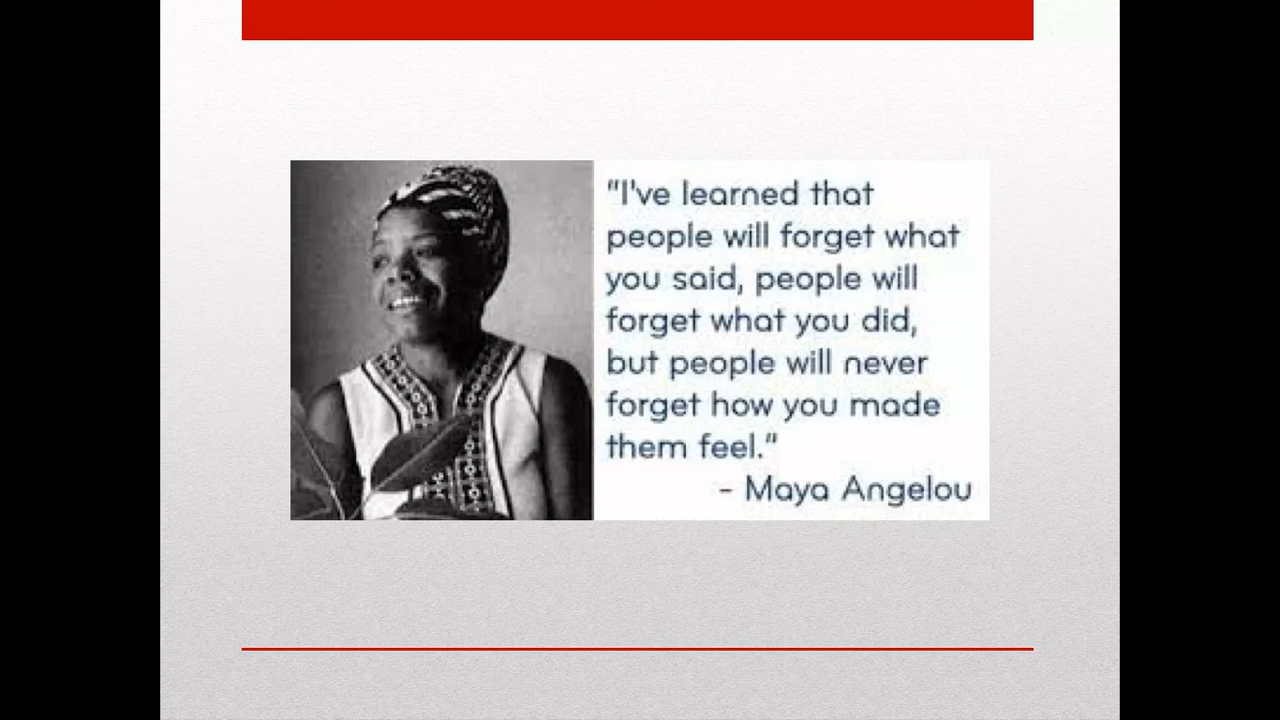 "I've learned that
people will forget what
you said, people will
forget what you did,
but people will never
forget how you made
them feel."
- Maya Angelou